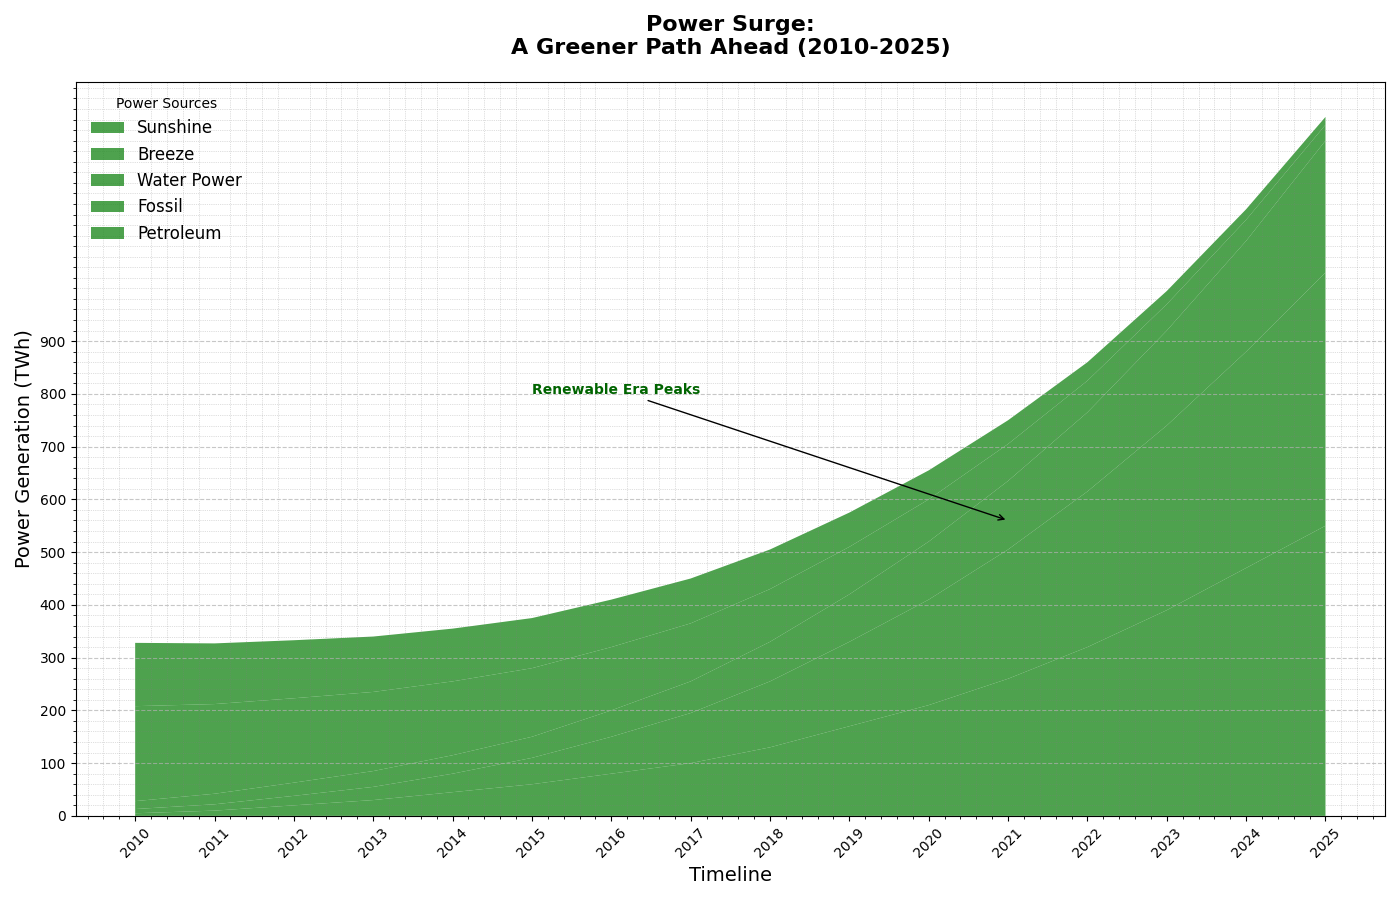 Power Surge:
A Greener Path Ahead (2010-2025)
Power Sources
Sunshine
Breeze
Water Power
Fossil
Petroleum
Renewable Era Peaks
Power Generation (TWh)
900
800
700
600
500
400
300
200
100
0
2010
2011
2012
2013
2014
2015
2016
2017
2018
2019
2020
2021
2022
2023
2024
2025
Timeline